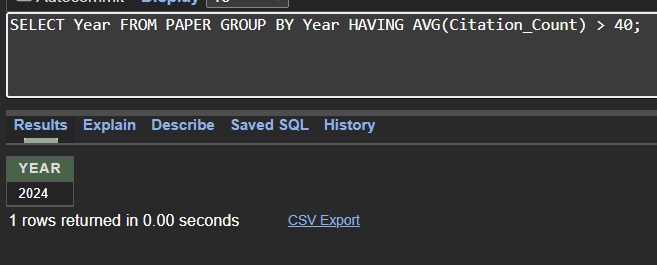 Autocommit Display 10
SELECT Year FROM PAPER GROUP BY Year HAVING AVG(Citation_Count) > 40;
Results Explain Describe Saved SQL History
YEAR
2024
1 rows returned in 0.00 seconds CSV Export